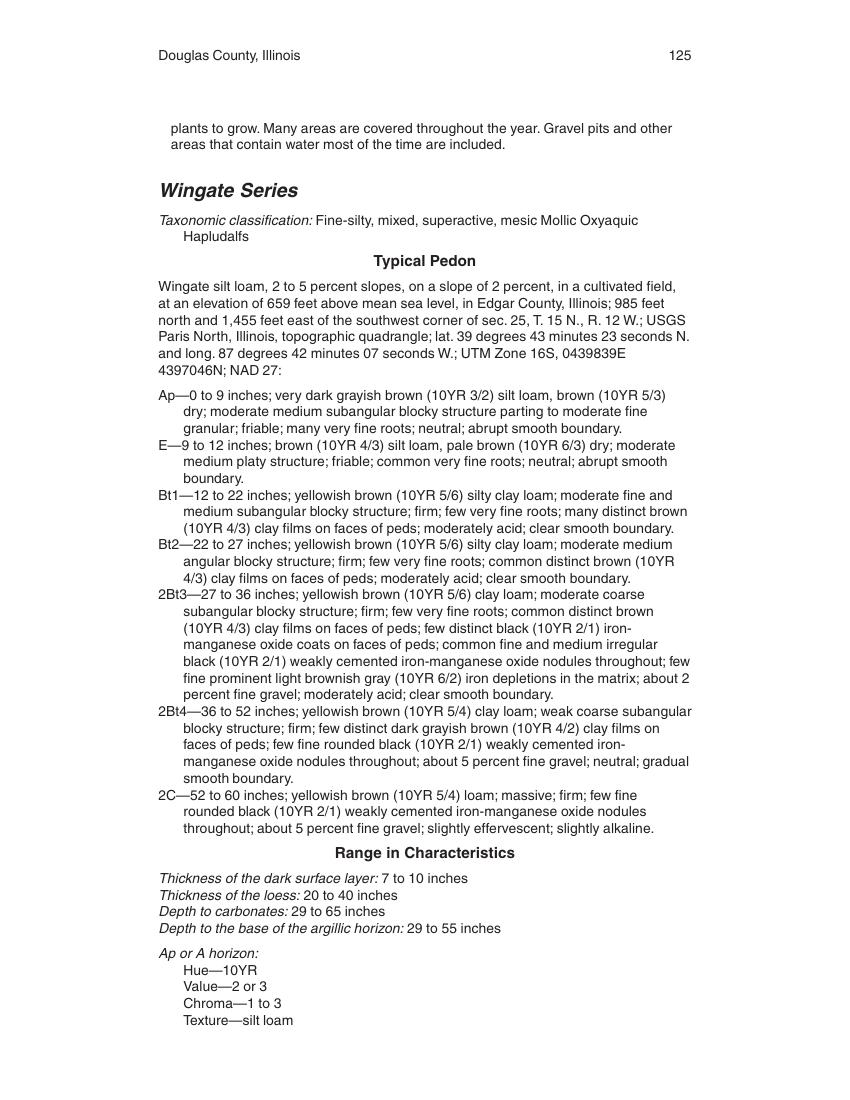 Douglas County, Illinois 125
plants to grow. Many areas are covered throughout the year. Gravel pits and other
areas that contain water most of the time are included.
Wingate Series
Taxonomic classification: Fine-silty, mixed, superactive, mesic Mollic Oxyaquic
Hapludalfs
Typical Pedon
Wingate silt loam, 2 to 5 percent slopes, on a slope of 2 percent, in a cultivated field,
at an elevation of 659 feet above mean sea level, in Edgar County, Illinois; 985 feet
north and 1,455 feet east of the southwest corner of sec. 25, T. 15 N., R. 12 W.; USGS
Paris North, Illinois, topographic quadrangle; lat. 39 degrees 43 minutes 23 seconds N.
and long. 87 degrees 42 minutes 07 seconds W.; UTM Zone 16S, 0439839E
4397046N; NAD 27:
Ap—0 to 9 inches; very dark grayish brown (10YR 3/2) silt loam, brown (10YR 5/3)
dry; moderate medium subangular blocky structure parting to moderate fine
granular; friable; many very fine roots; neutral; abrupt smooth boundary.
E—9 to 12 inches; brown (10YR 4/3) silt loam, pale brown (10YR 6/3) dry; moderate
medium platy structure; friable; common very fine roots; neutral; abrupt smooth
boundary.
Bt1—12 to 22 inches; yellowish brown (10YR 5/6) silty clay loam; moderate fine and
medium subangular blocky structure; firm; few very fine roots; many distinct brown
(10YR 4/3) clay films on faces of peds; moderately acid; clear smooth boundary.
Bt2—22 to 27 inches; yellowish brown (10YR 5/6) silty clay loam; moderate medium
angular blocky structure; firm; few very fine roots; common distinct brown (10YR
4/3) clay films on faces of peds; moderately acid; clear smooth boundary.
2Bt3—27 to 36 inches; yellowish brown (10YR 5/6) clay loam; moderate coarse
subangular blocky structure; firm; few very fine roots; common distinct brown
(10YR 4/3) clay films on faces of peds; few distinct black (10YR 2/1) iron-
manganese oxide coats on faces of peds; common fine and medium irregular
black (10YR 2/1) weakly cemented iron-manganese oxide nodules throughout; few
fine prominent light brownish gray (10YR 6/2) iron depletions in the matrix; about 2
percent fine gravel; moderately acid; clear smooth boundary.
2Bt4—36 to 52 inches; yellowish brown (10YR 5/4) clay loam; weak coarse subangular
blocky structure; firm; few distinct dark grayish brown (10YR 4/2) clay films on
faces of peds; few fine rounded black (10YR 2/1) weakly cemented iron-
manganese oxide nodules throughout; about 5 percent fine gravel; neutral; gradual
smooth boundary.
2C—52 to 60 inches; yellowish brown (10YR 5/4) loam; massive; firm; few fine
rounded black (10YR 2/1) weakly cemented iron-manganese oxide nodules
throughout; about 5 percent fine gravel; slightly effervescent; slightly alkaline.
Range in Characteristics
Thickness of the dark surface layer: 7 to 10 inches
Thickness of the loess: 20 to 40 inches
Depth to carbonates: 29 to 65 inches
Depth to the base of the argillic horizon: 29 to 55 inches
Ap or A horizon:
Hue—10YR
Value—2 or 3
Chroma—1 to 3
Texture—silt loam